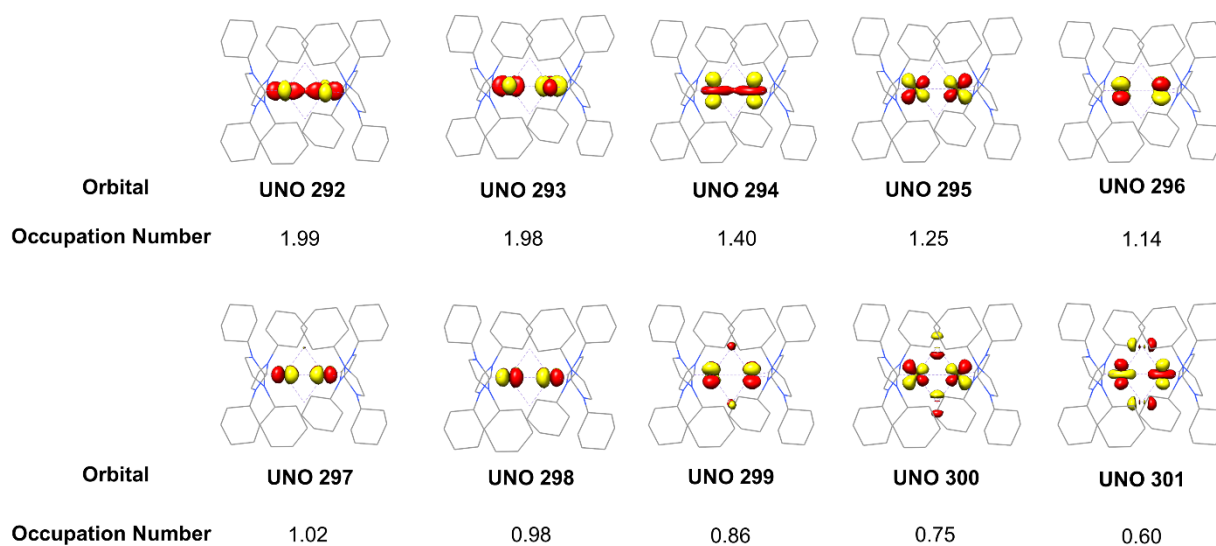 Orbital UNO 292 UNO 293 UNO 294 UNO 295 UNO 296
Occupation Number 1.99 1.98 1.40 1.25 1.14
Orbital UNO 297 UNO 298 UNO 299 UNO 300 UNO 301
Occupation Number 1.02 0.98 0.86 0.75 0.60